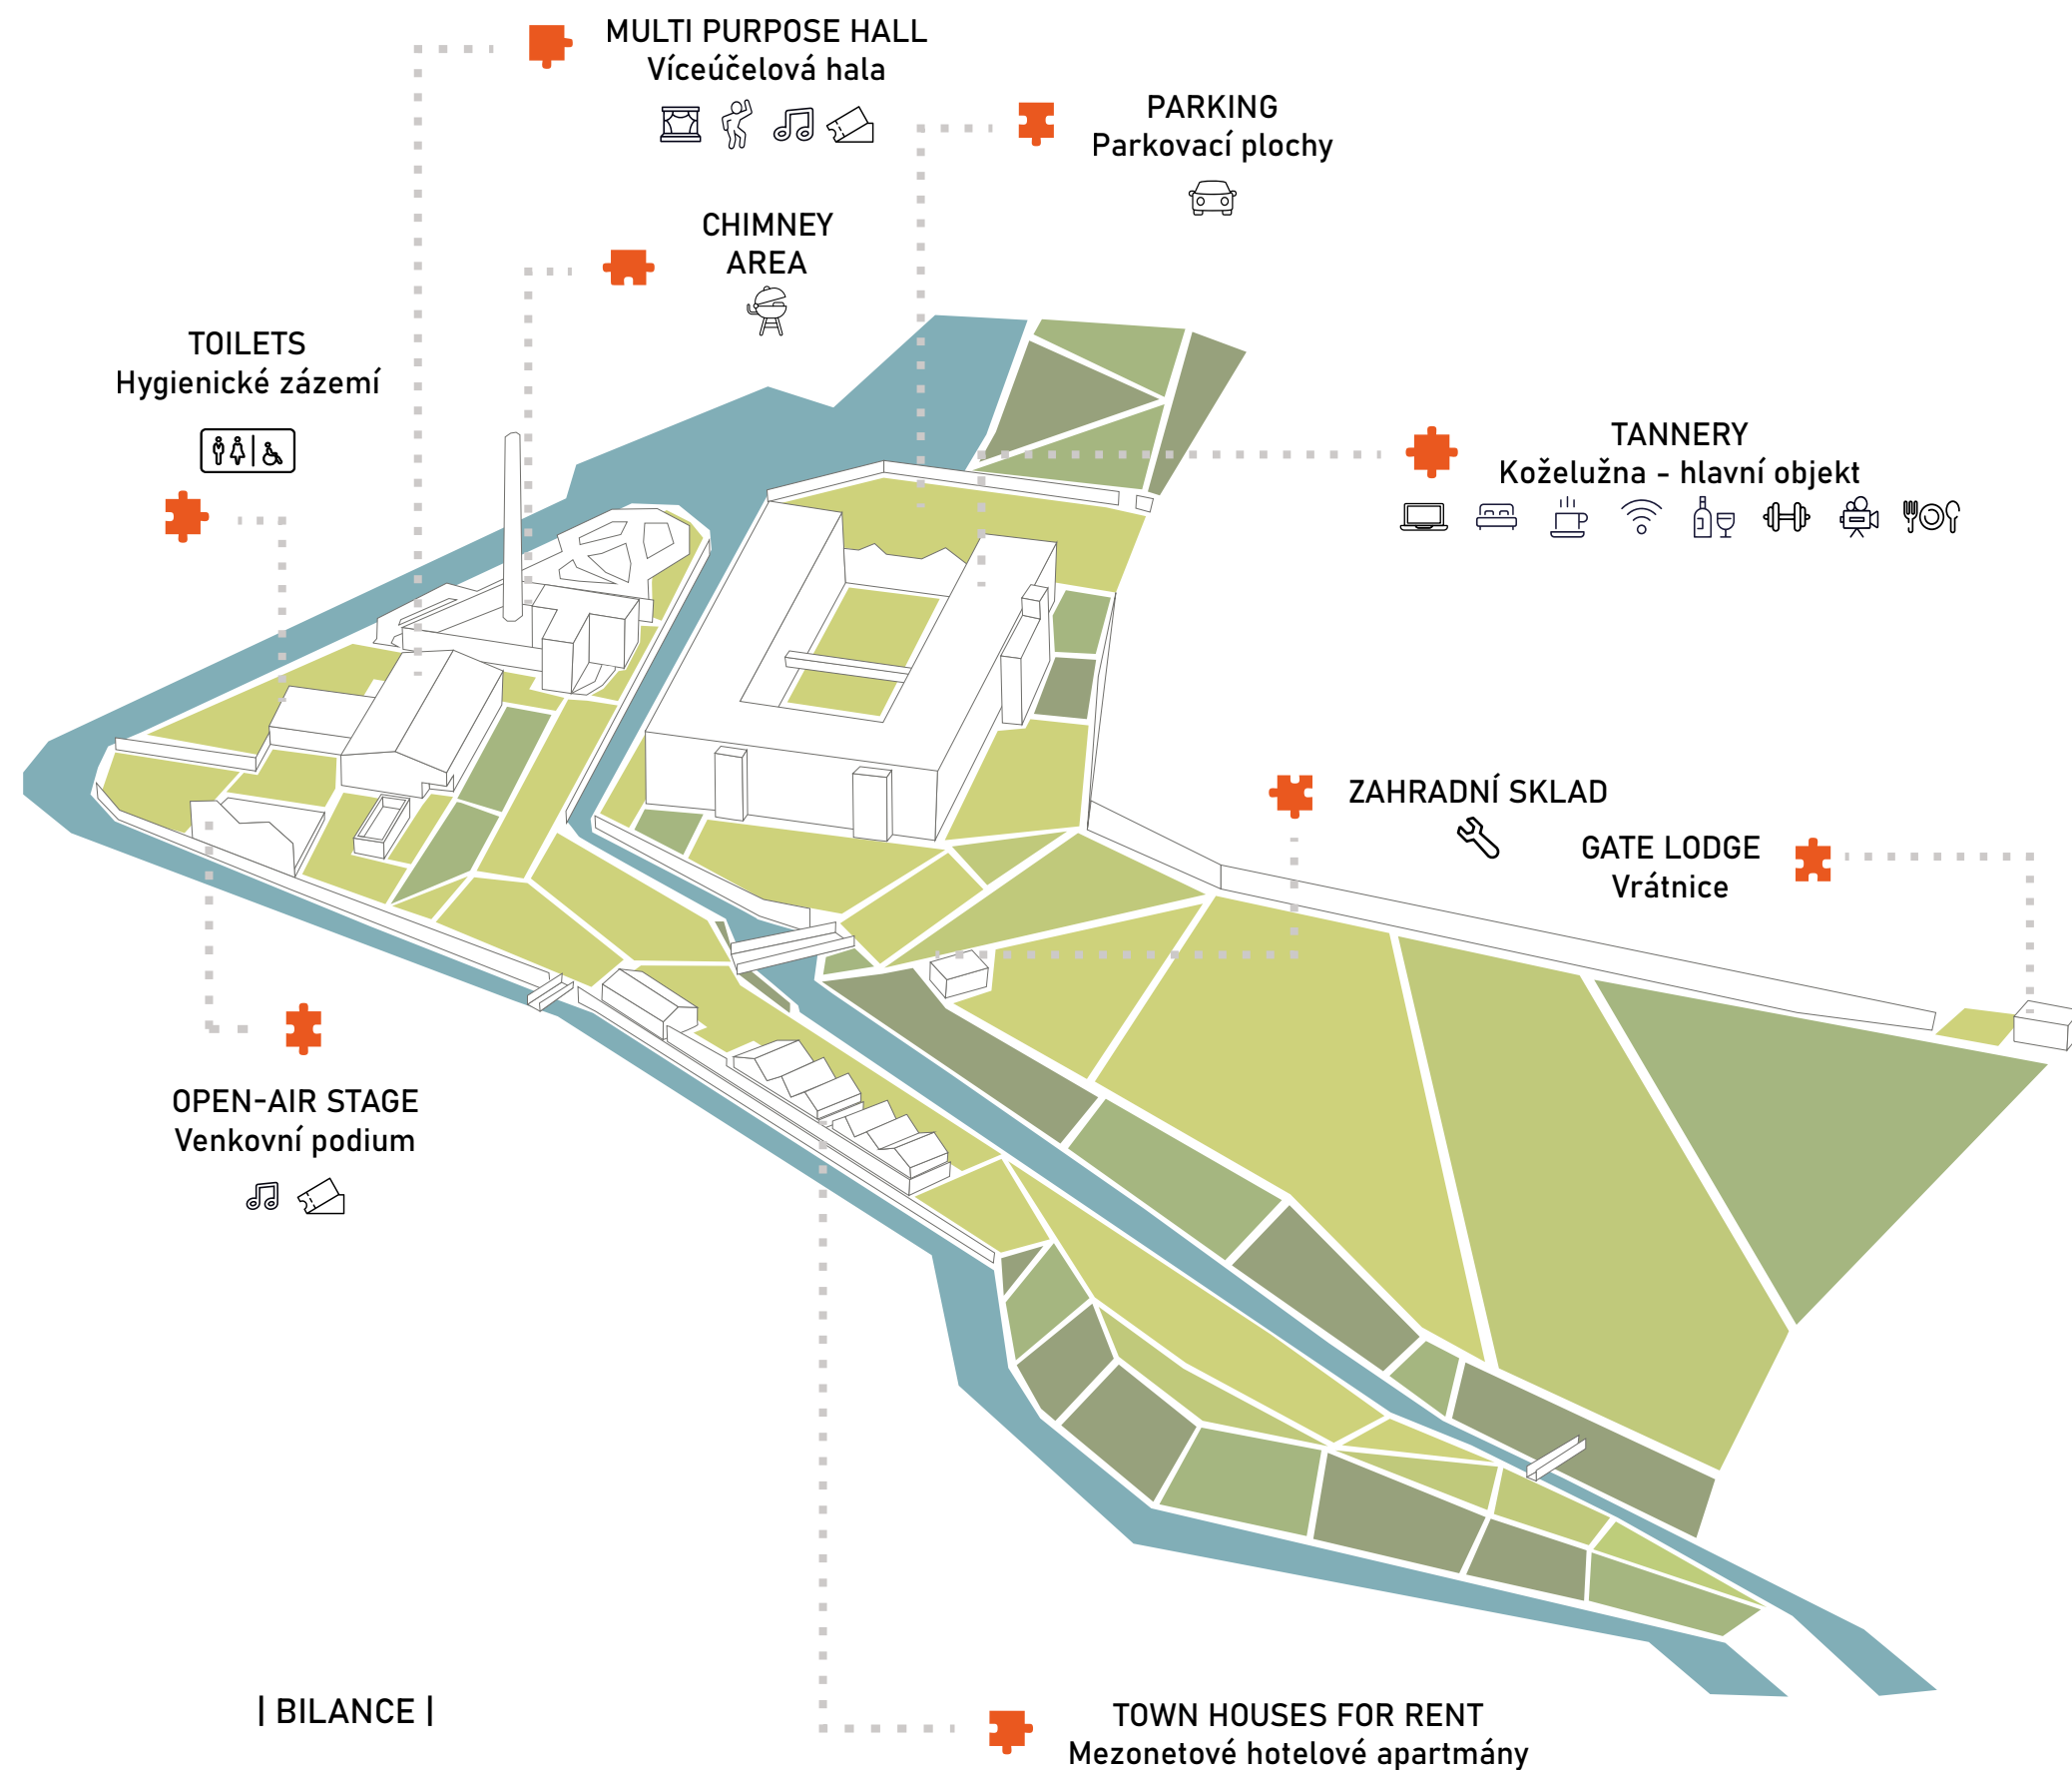 MULTI PURPOSE HALL
Víceúčelová hala
PARKING
Parkovací plochy
CHIMNEY
AREA
TOILETS
Hygienické zázemí
TANNERY
Koželužna - hlavní objekt
ZAHRADNÍ SKLAD
GATE LODGE
Vrátnice
OPEN-AIR STAGE
Venkovní podium
| BILANCE |
TOWN HOUSES FOR RENT
Mezonetové hotelové apartmány